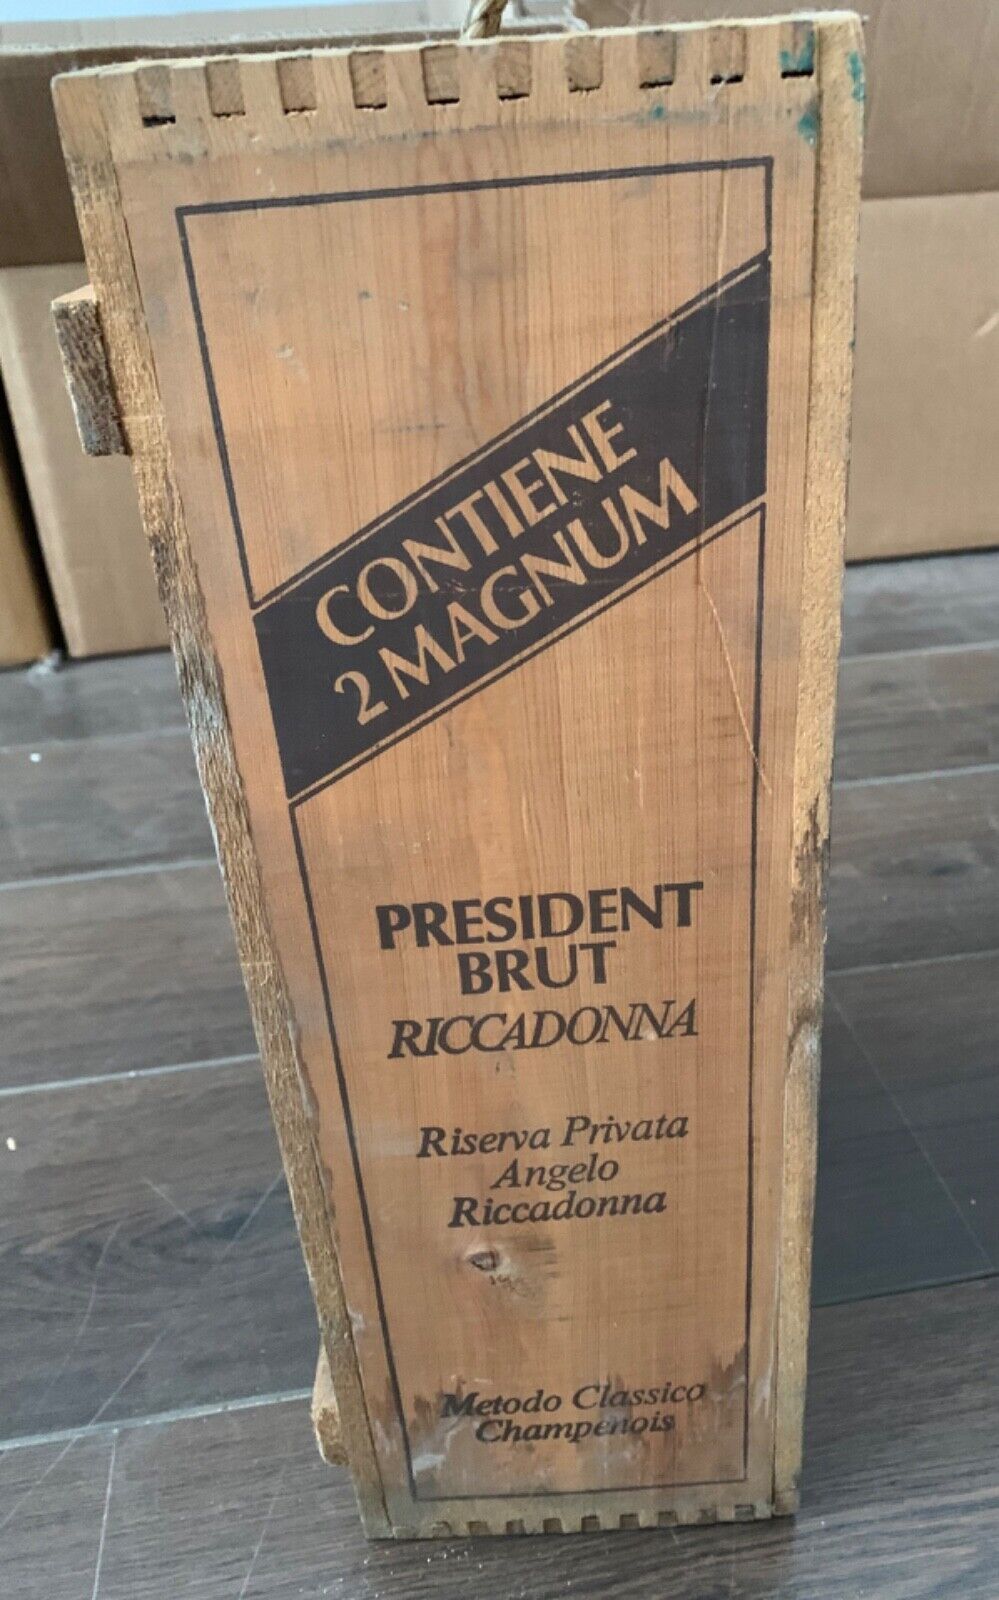 CONTIENE
2 MAGNUM
PRESIDENT
BRUT
RICCADONNA
Riserva Privata
Angelo
Riccadonna
Metodo Classico
Champenois